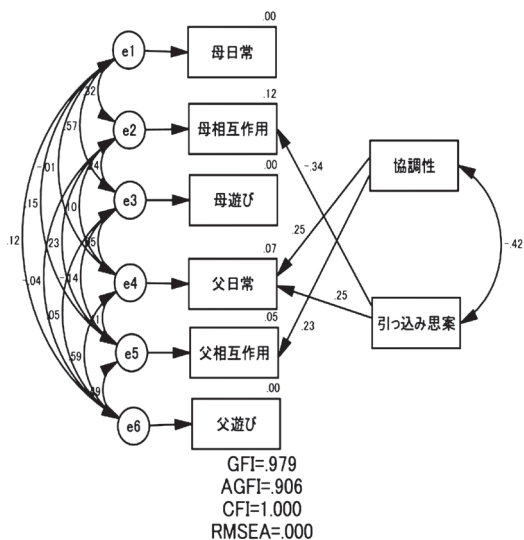 .00
e1
母日常
.32
.12
e2
母相互作用
.57
-.34
-.01
.00
協調性
e3
母遊び
.15
.10
.25
.12
.23
.07
-.42
e4
父日常
-.04
-.14
.25
.05
引っ込み思案
.05
.23
e5
父相互作用
.59
.00
e6
父遊び
GFI=.979
AGFI=.906
CFI=1.000
RMSEA=.000